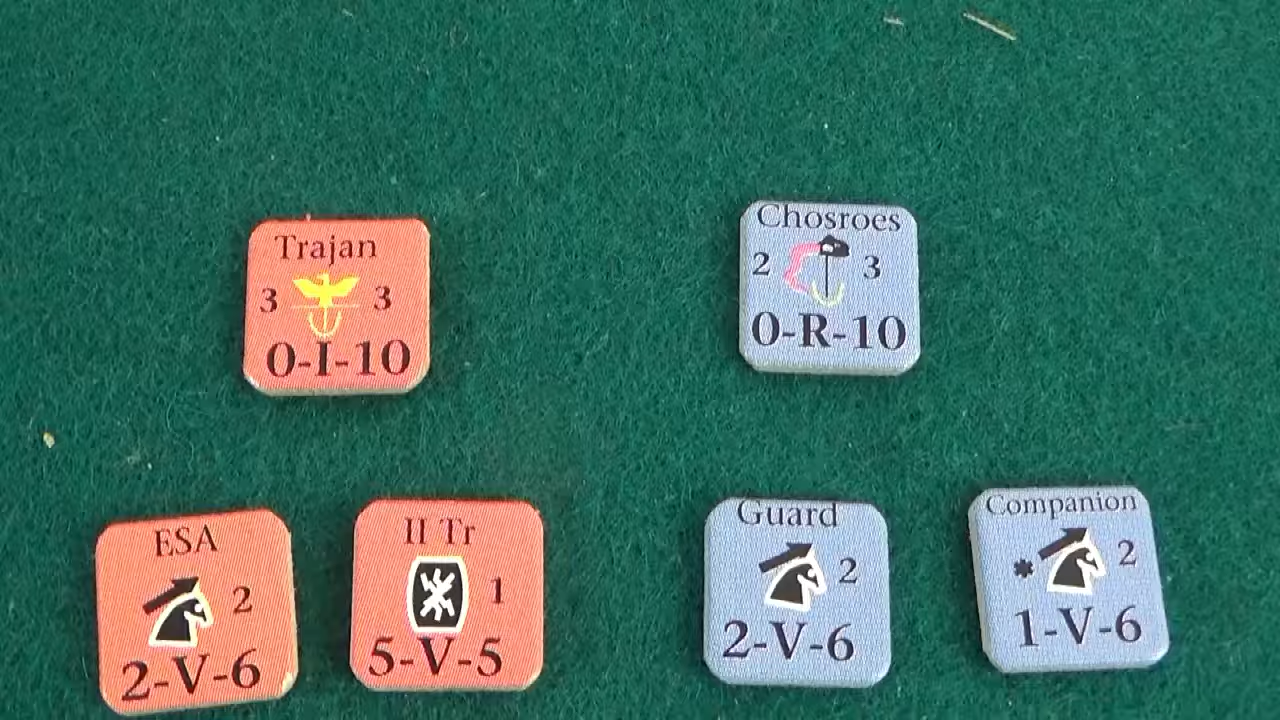 Trajan
3 3
0-I-10
Chosroes
2 3
0-R-10
ESA
2
2-V-6
II Tr
1
5-V-5
Guard
2
2-V-6
Companion
* 2
1-V-6